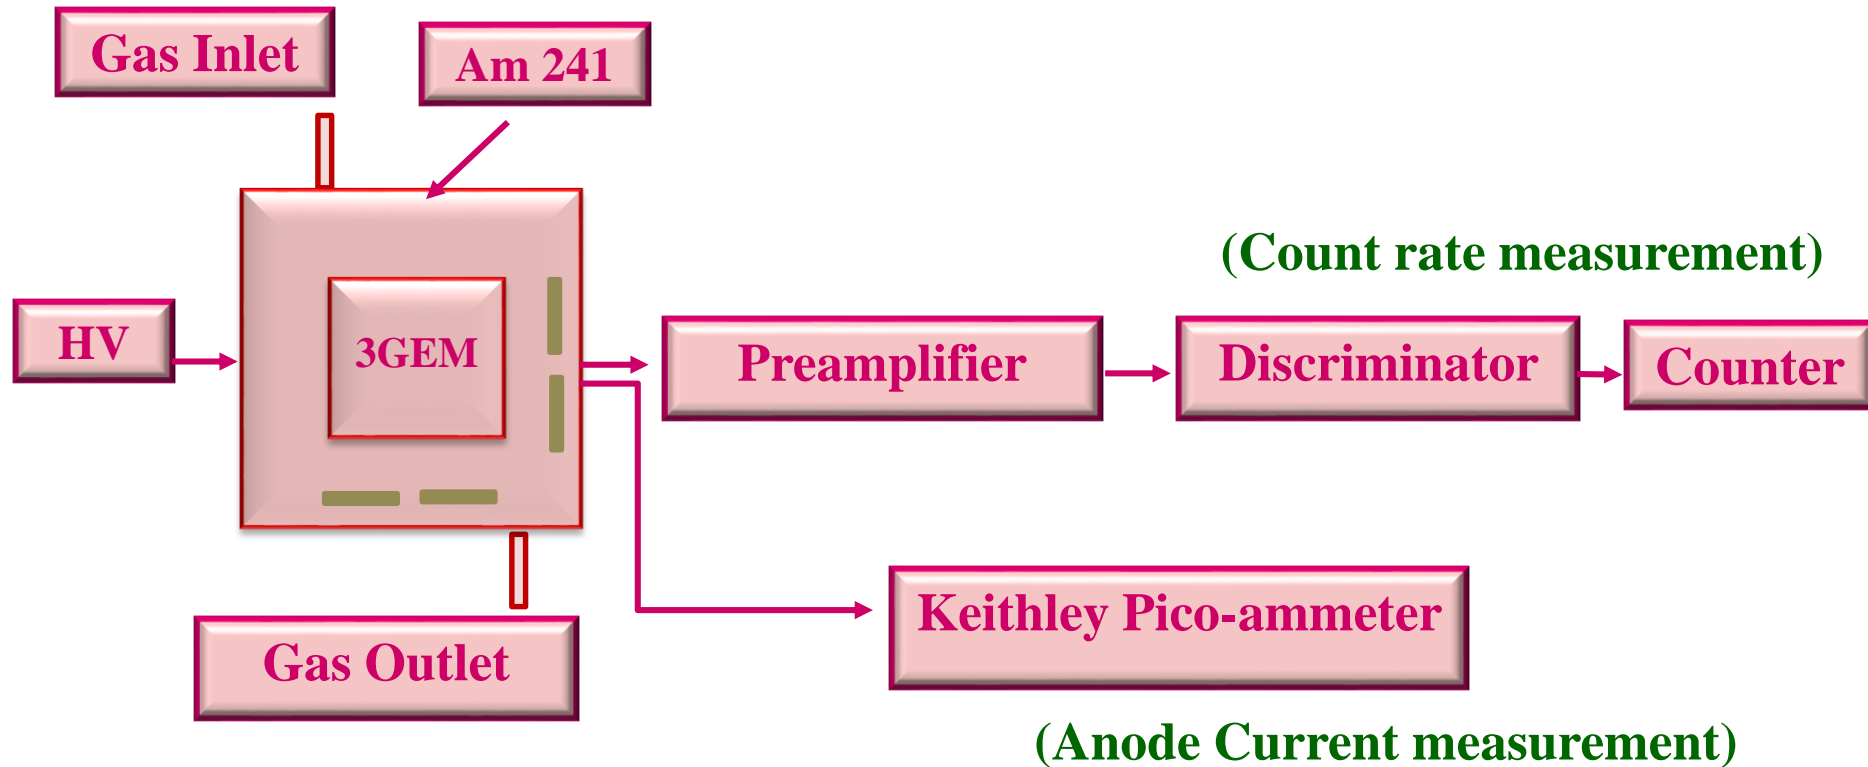 Gas Inlet
Am 241
(Count rate measurement)
HV
3GEM
Preamplifier
Discriminator
Counter
Keithley Pico-ammeter
Gas Outlet
(Anode Current measurement)